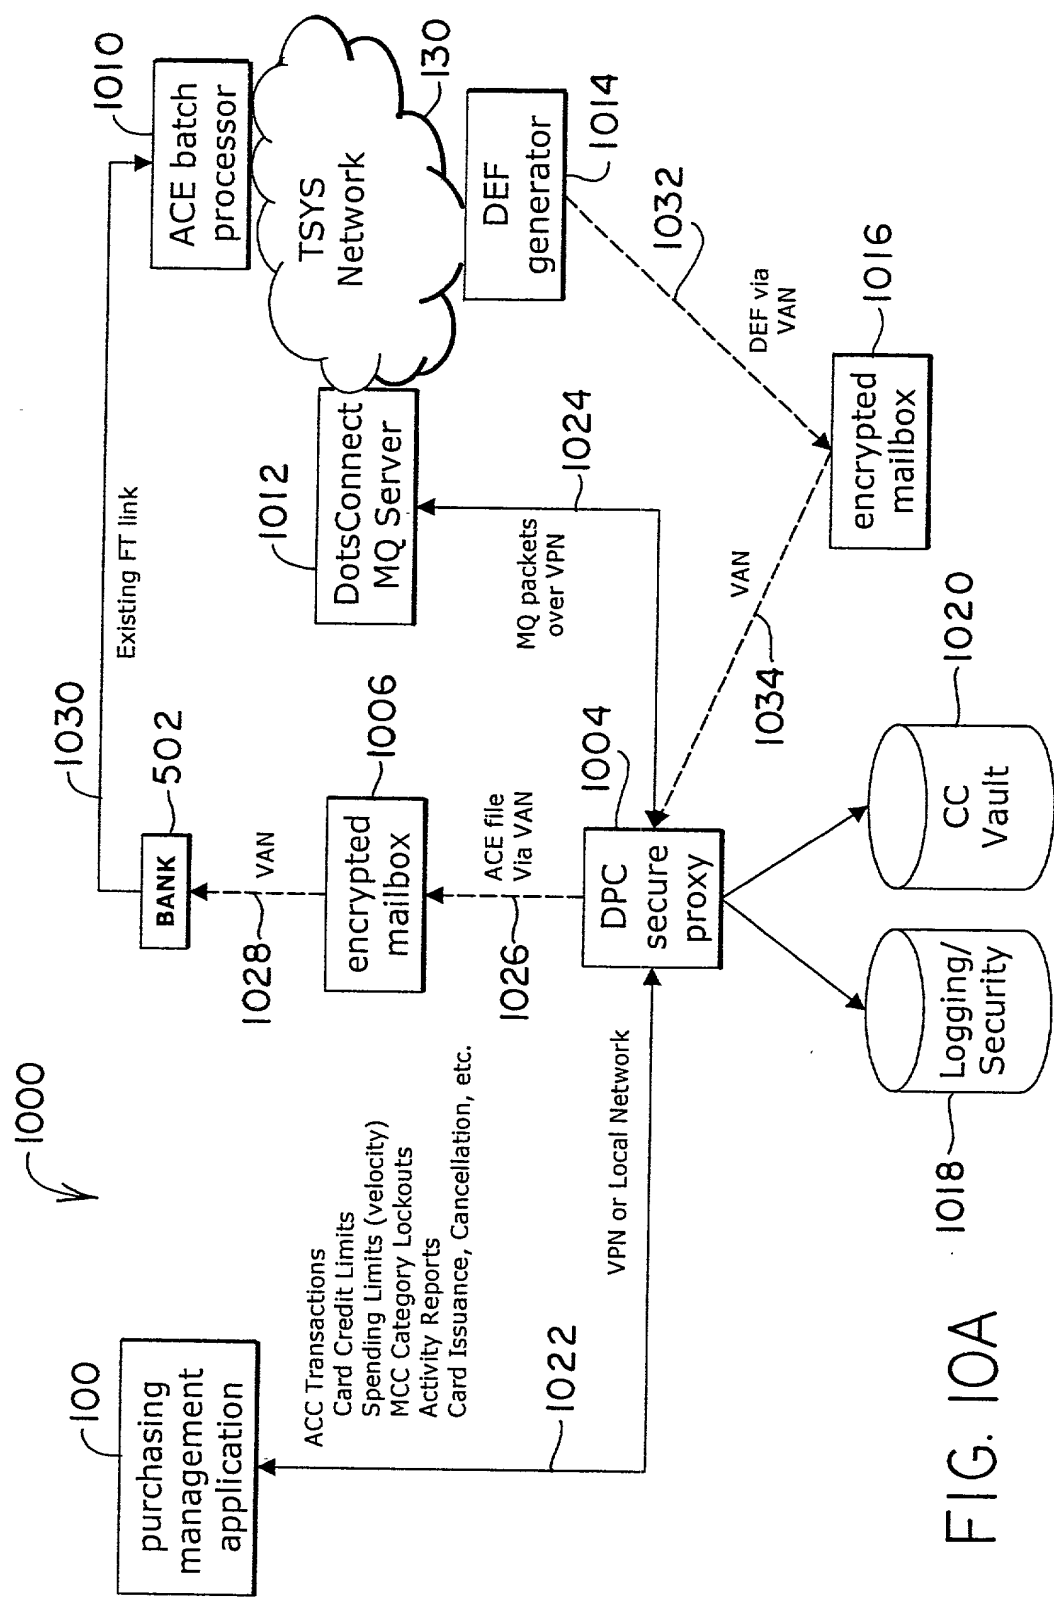 1000
100
purchasing
management
application
ACC Transactions
Card Credit Limits
Spending Limits (velocity)
MCC Category Lockouts
Activity Reports
Card Issuance, Cancellation, etc.
1022
VPN or Local Network
1030
Existing FT link
502
BANK
1028
VAN
1006
encrypted
mailbox
1026
ACE file
Via VAN
1004
DPC
secure
proxy
1018
Logging/
Security
1020
CC
Vault
1010
ACE batch
processor
TSYS
Network
130
1012
DotsConnect
MQ Server
MQ packets
over VPN
1024
DEF
generator
1014
1032
DEF via
VAN
1016
encrypted
mailbox
VAN
1034
FIG. 10A